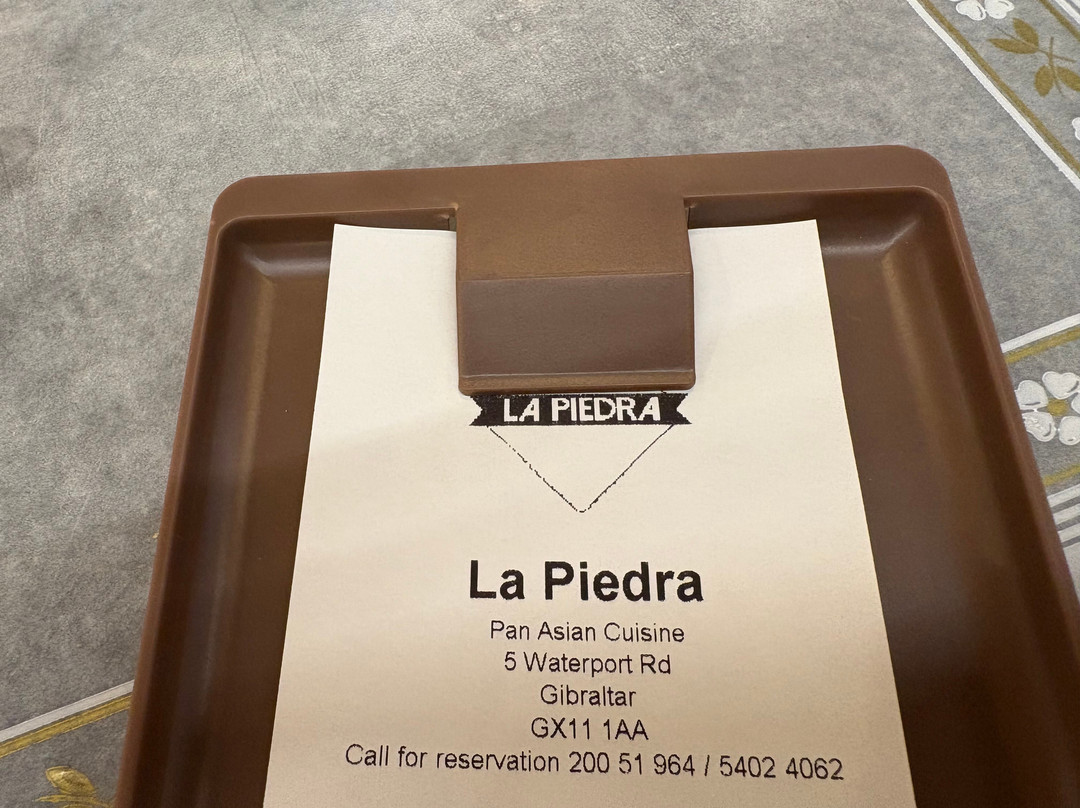 LA PIEDRA
La Piedra
Pan Asian Cuisine
5 Waterport Rd
Gibraltar
GX11 1AA
Call for reservation 200 51 964 / 5402 4062